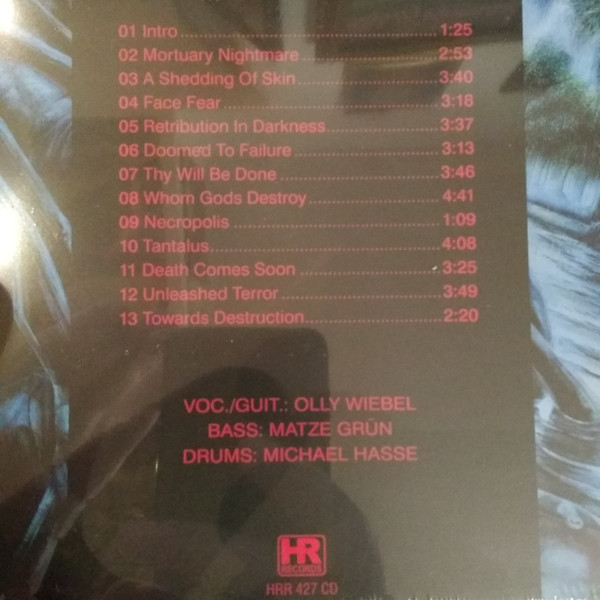 01 Intro........................................................1:25
02 Mortuary Nightmare..............................2:53
03 A Shedding Of Skin...............................3:40
04 Face Fear................................................3:18
05 Retribution In Darkness.........................3:37
06 Doomed To Failure................................3:13
07 Thy Will Be Done...................................3:46
08 Whom Gods Destroy.............................4:41
09 Necropolis.............................................1:09
10 Tantalus.................................................4:08
11 Death Comes Soon...............................3:25
12 Unleashed Terror...................................3:49
13 Towards Destruction..............................2:20
VOC./GUIT.: OLLY WIEBEL
BASS: MATZE GRÜN
DRUMS: MICHAEL HASSE
HR
RECORDS
HRR 427 CD